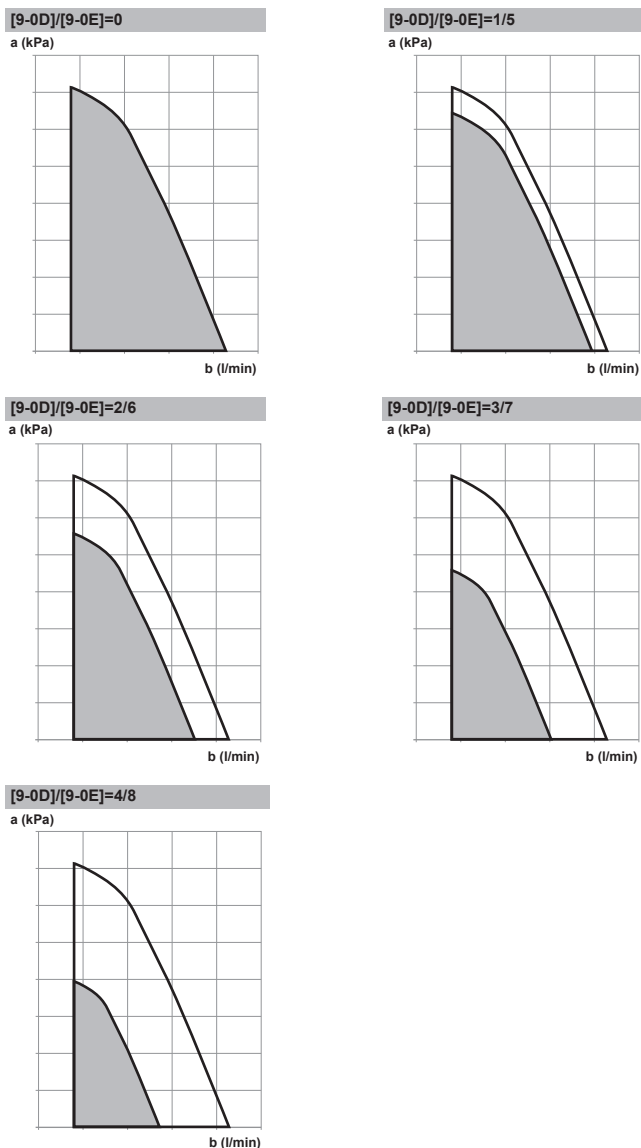 [9-0D]/[9-0E]=0
a (kPa)
b (l/min)
[9-0D]/[9-0E]=1/5
a (kPa)
b (l/min)
[9-0D]/[9-0E]=2/6
a (kPa)
b (l/min)
[9-0D]/[9-0E]=3/7
a (kPa)
b (l/min)
[9-0D]/[9-0E]=4/8
a (kPa)
b (l/min)